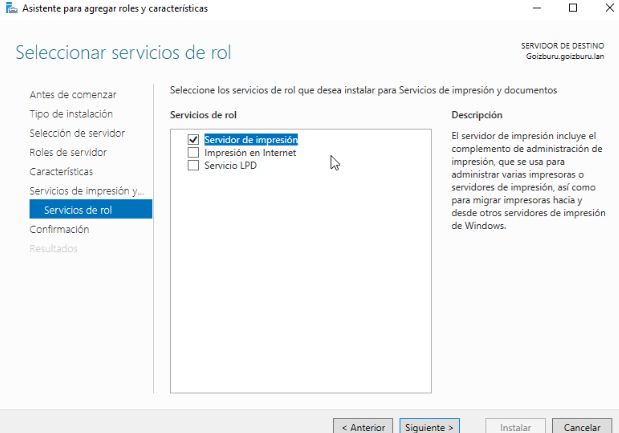 Asistente para agregar roles y características
Seleccionar servicios de rol
SERVIDOR DE DESTINO
Goizburu.goizburu.lan
Antes de comenzar
Tipo de instalación
Selección de servidor
Roles de servidor
Características
Servicios de impresión y...
Servicios de rol
Confirmación
Resultados
Seleccione los servicios de rol que desea instalar para Servicios de impresión y documentos
Servicios de rol
Servidor de impresión
Impresión en Internet
Servicio LPD
Descripción
El servidor de impresión incluye el
complemento de administración de
impresión, que se usa para
administrar varias impresoras o
servidores de impresión, así como
para migrar impresoras hacia y
desde otros servidores de impresión
de Windows.
< Anterior
Siguiente >
Instalar
Cancelar